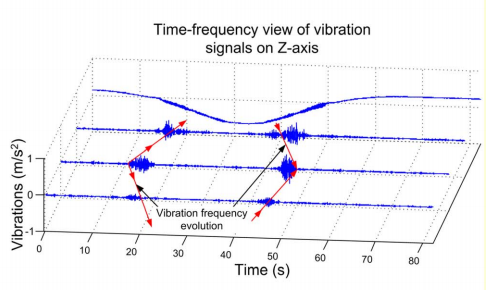 Time-frequency view of vibration
signals on Z-axis
Vibrations (m/s²)
1
0
-1
Vibration frequency
evolution
0
10
20
30
40
50
60
70
80
Time (s)